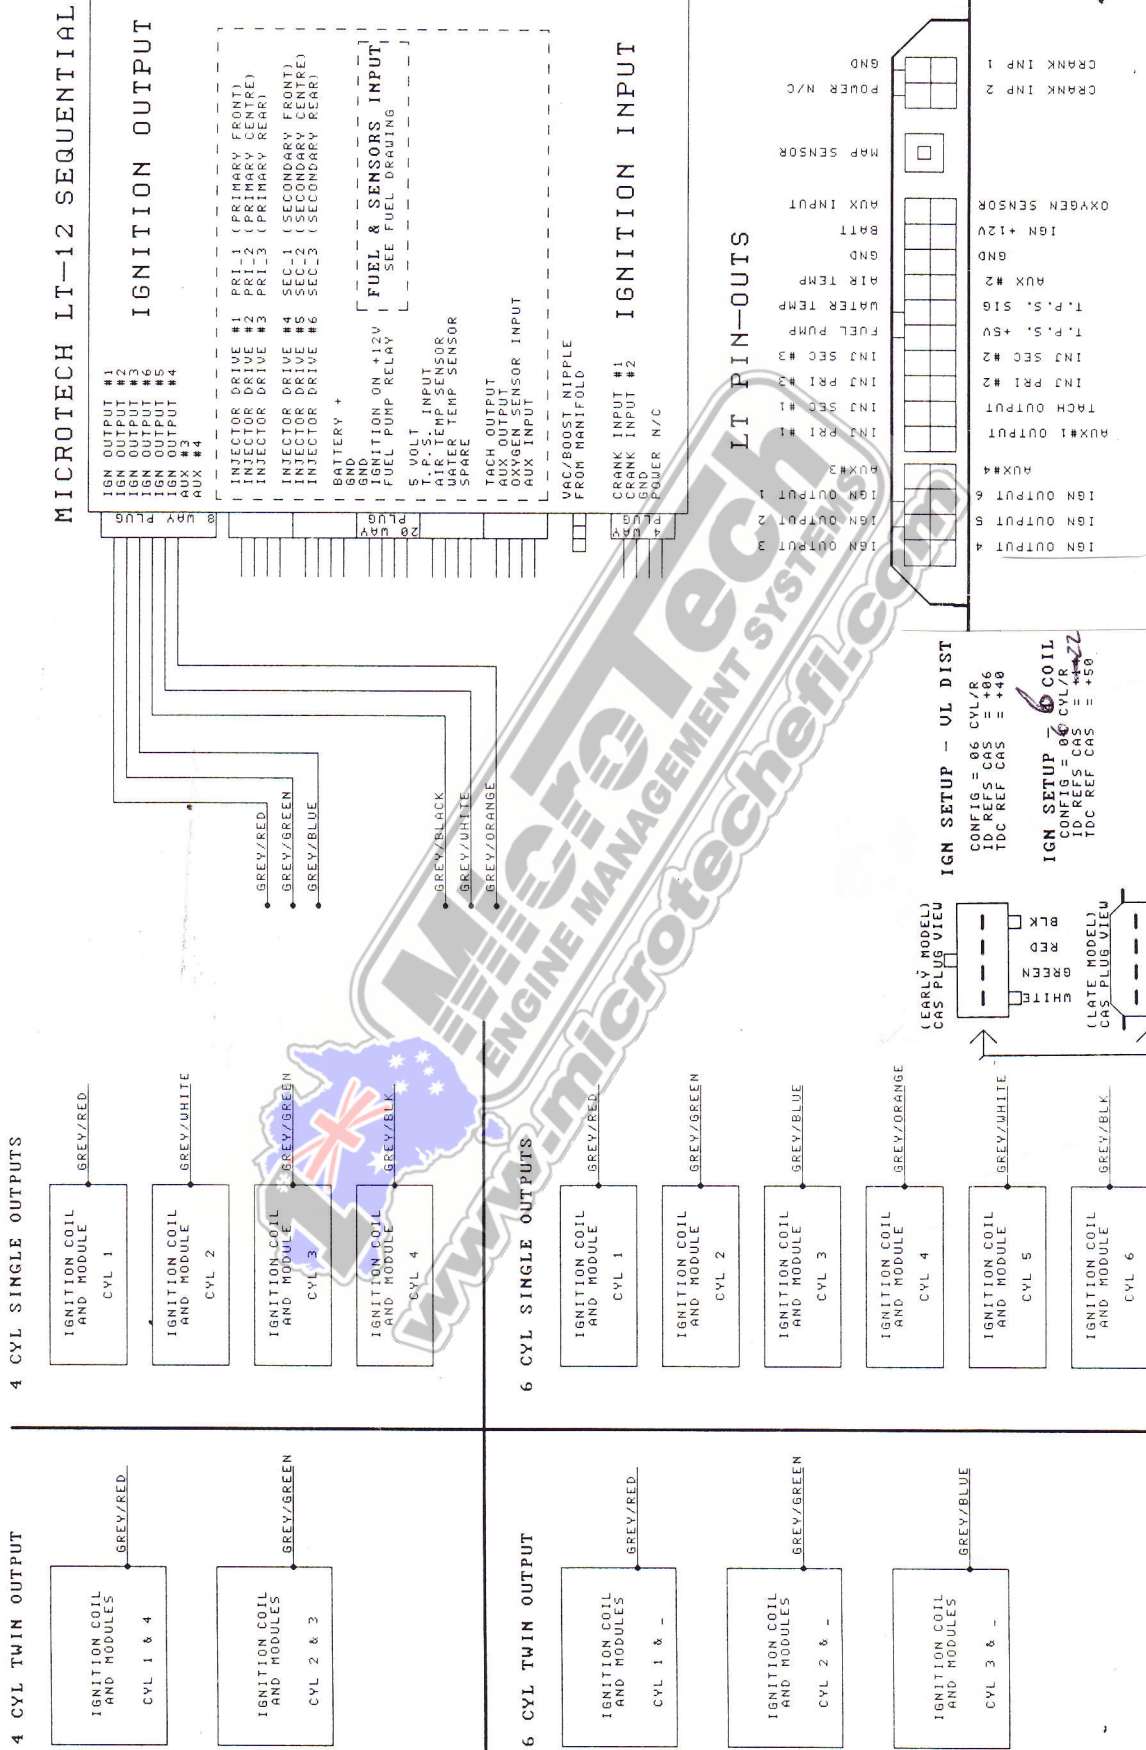 MICROTECH LT-12 SEQUENTIAL
IGNITION OUTPUT
IGN OUTPUT #1
IGN OUTPUT #2
IGN OUTPUT #3
IGN OUTPUT #6
IGN OUTPUT #5
IGN OUTPUT #4
AUX #3
AUX #4
8 WAY
PLUG
INJECTOR DRIVE #1 PRI_1 (PRIMARY FRONT)
INJECTOR DRIVE #2 PRI_2 (PRIMARY CENTRE)
INJECTOR DRIVE #3 PRI_3 (PRIMARY REAR)
INJECTOR DRIVE #4 SEC_1 (SECONDARY FRONT)
INJECTOR DRIVE #5 SEC_2 (SECONDARY CENTRE)
INJECTOR DRIVE #6 SEC_3 (SECONDARY REAR)
BATTERY +
GND
GND
IGNITION ON +12V
FUEL PUMP RELAY
FUEL & SENSORS INPUT
SEE FUEL DRAWING
5 VOLT
T.P.S. INPUT
AIR TEMP SENSOR
WATER TEMP SENSOR
SPARE
TACH OUTPUT
AUX OUTPUT
OXYGEN SENSOR INPUT
AUX INPUT
20 WAY
PLUG
VAC/BOOST NIPPLE
FROM MANIFOLD
IGNITION INPUT
CRANK INPUT #1
CRANK INPUT #2
GND
POWER N/C
4
WAY
PLUG
GREY/RED
GREY/GREEN
GREY/BLUE
GREY/BLACK
GREY/WHITE
GREY/ORANGE
LT PIN-OUTS
GND
POWER N/C
MAP SENSOR
AUX INPUT
BATT
GND
AIR TEMP
WATER TEMP
FUEL PUMP
INJ SEC #3
INJ PRI #3
INJ SEC #1
INJ PRI #1
AUX#3
IGN OUTPUT 1
IGN OUTPUT 2
IGN OUTPUT 3
CRANK INP 1
CRANK INP 2
OXYGEN SENSOR
IGN +12V
GND
AUX #2
T.P.S. SIG
T.P.S. +5V
INJ SEC #2
INJ PRI #2
TACH OUTPUT
AUX#1 OUTPUT
AUX#4
IGN OUTPUT 6
IGN OUTPUT 5
IGN OUTPUT 4
IGN SETUP - VL DIST
CONFIG = 06 CYL/R
ID REFS CAS = +06
TDC REF CAS = +40
IGN SETUP - 6 COIL
CONFIG = 06 CYL/R
ID REFS CAS = 22
TDC REF CAS = +50
(EARLY MODEL)
CAS PLUG VIEW
WHITE
GREEN
RED
BLK
(LATE MODEL)
CAS PLUG VIEW
4 CYL SINGLE OUTPUTS
IGNITION COIL
AND MODULE
CYL 1
GREY/RED
IGNITION COIL
AND MODULE
CYL 2
GREY/WHITE
IGNITION COIL
AND MODULE
CYL 3
GREY/GREEN
IGNITION COIL
AND MODULE
CYL 4
GREY/BLK
6 CYL SINGLE OUTPUTS
IGNITION COIL
AND MODULE
CYL 1
GREY/RED
IGNITION COIL
AND MODULE
CYL 2
GREY/GREEN
IGNITION COIL
AND MODULE
CYL 3
GREY/BLUE
IGNITION COIL
AND MODULE
CYL 4
GREY/ORANGE
IGNITION COIL
AND MODULE
CYL 5
GREY/WHITE
IGNITION COIL
AND MODULE
CYL 6
GREY/BLK
4 CYL TWIN OUTPUT
IGNITION COIL
AND MODULES
CYL 1 & 4
GREY/RED
IGNITION COIL
AND MODULES
CYL 2 & 3
GREY/GREEN
6 CYL TWIN OUTPUT
IGNITION COIL
AND MODULES
CYL 1 & _
GREY/RED
IGNITION COIL
AND MODULES
CYL 2 & _
GREY/GREEN
IGNITION COIL
AND MODULES
CYL 3 & _
GREY/BLUE
1
MicroTech
ENGINE MANAGEMENT SYSTEMS
www.microtechefi.com